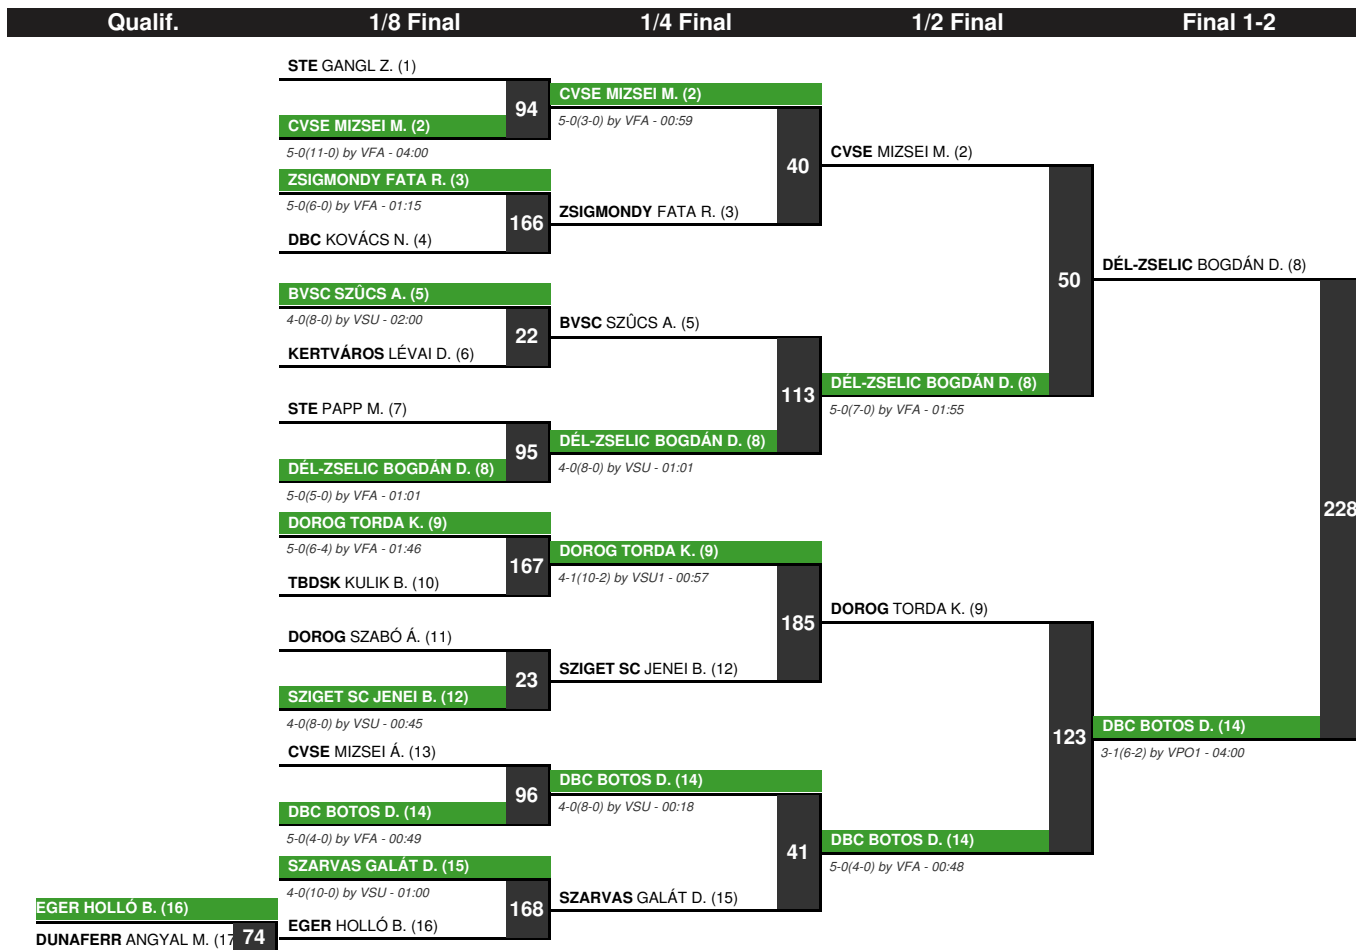 Qualif. 1/8 Final 1/4 Final 1/2 Final Final 1-2
STE GANGL Z. (1)
94
CVSE MIZSEI M. (2)
5-0(11-0) by VFA - 04:00
ZSIGMONDY FATA R. (3)
5-0(6-0) by VFA - 01:15
166
DBC KOVÁCS N. (4)
BVSC SZÛCS A. (5)
4-0(8-0) by VSU - 02:00
22
KERTVÁROS LÉVAI D. (6)
STE PAPP M. (7)
95
DÉL-ZSELIC BOGDÁN D. (8)
5-0(5-0) by VFA - 01:01
DOROG TORDA K. (9)
5-0(6-4) by VFA - 01:46
167
TBDSK KULIK B. (10)
DOROG SZABÓ Á. (11)
23
SZIGET SC JENEI B. (12)
4-0(8-0) by VSU - 00:45
CVSE MIZSEI Á. (13)
96
DBC BOTOS D. (14)
5-0(4-0) by VFA - 00:49
SZARVAS GALÁT D. (15)
4-0(10-0) by VSU - 01:00
168
EGER HOLLÓ B. (16)
EGER HOLLÓ B. (16)
DUNAFERR ANGYAL M. (17
74
CVSE MIZSEI M. (2)
5-0(3-0) by VFA - 00:59
40
ZSIGMONDY FATA R. (3)
BVSC SZÛCS A. (5)
113
DÉL-ZSELIC BOGDÁN D. (8)
4-0(8-0) by VSU - 01:01
DOROG TORDA K. (9)
4-1(10-2) by VSU1 - 00:57
185
SZIGET SC JENEI B. (12)
DBC BOTOS D. (14)
4-0(8-0) by VSU - 00:18
41
SZARVAS GALÁT D. (15)
CVSE MIZSEI M. (2)
50
DÉL-ZSELIC BOGDÁN D. (8)
5-0(7-0) by VFA - 01:55
DOROG TORDA K. (9)
123
DBC BOTOS D. (14)
5-0(4-0) by VFA - 00:48
DÉL-ZSELIC BOGDÁN D. (8)
228
DBC BOTOS D. (14)
3-1(6-2) by VPO1 - 04:00